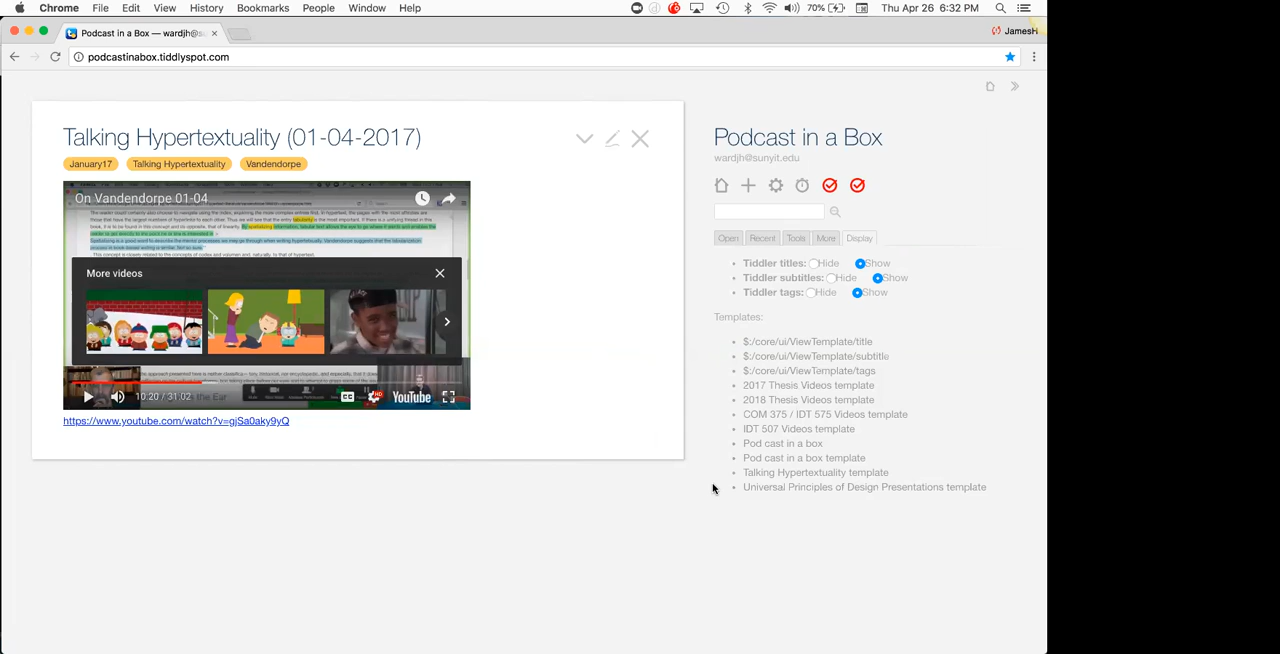 Chrome File Edit View History Bookmarks People Window Help 70% Thu Apr 26 6:32 PM
Podcast in a Box — wardjh@su
JamesH
podcastinabox.tiddlyspot.com
Talking Hypertextuality (01-04-2017)
January17 Talking Hypertextuality Vandendorpe
On Vandendorpe 01-04
More videos
10:20 / 31:02
CC HD YouTube
https://www.youtube.com/watch?v=gjSa0aky9yQ
Podcast in a Box
wardjh@sunyit.edu
Open Recent Tools More Display
Tiddler titles: Hide Show
Tiddler subtitles: Hide Show
Tiddler tags: Hide Show
Templates:
$:/core/ui/ViewTemplate/title
$:/core/ui/ViewTemplate/subtitle
$:/core/ui/ViewTemplate/tags
2017 Thesis Videos template
2018 Thesis Videos template
COM 375 / IDT 575 Videos template
IDT 507 Videos template
Pod cast in a box
Pod cast in a box template
Talking Hypertextuality template
Universal Principles of Design Presentations template